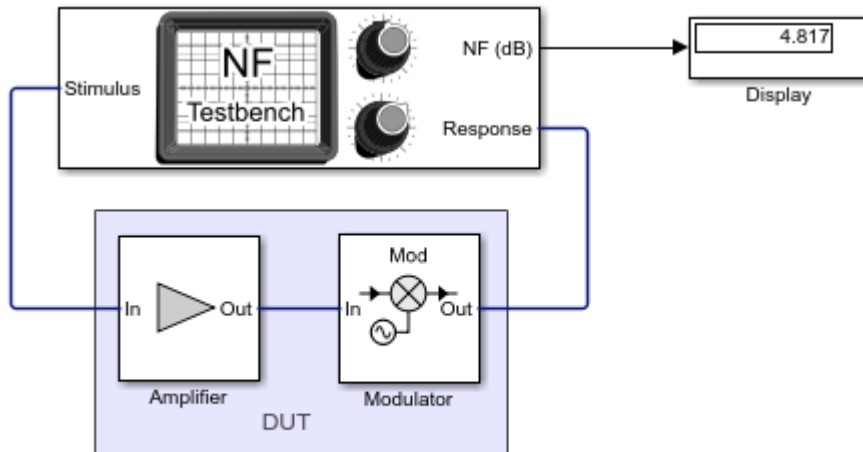 NF (dB)
4.817
NF
Stimulus
Testbench
Display
Response
Mod
In
Out
In
Out
Amplifier
Modulator
DUT